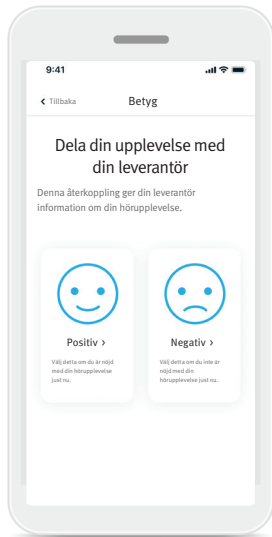 9:41
Tillbaka
Betyg
Dela din upplevelse med
din leverantör
Denna återkoppling ger din leverantör
information om din hörupplevelse.
Positiv ›
Välj detta om du är nöjd
med din hörupplevelse
just nu.
Negativ ›
Välj detta om du inte är
nöjd med din
hörupplevelse just nu.